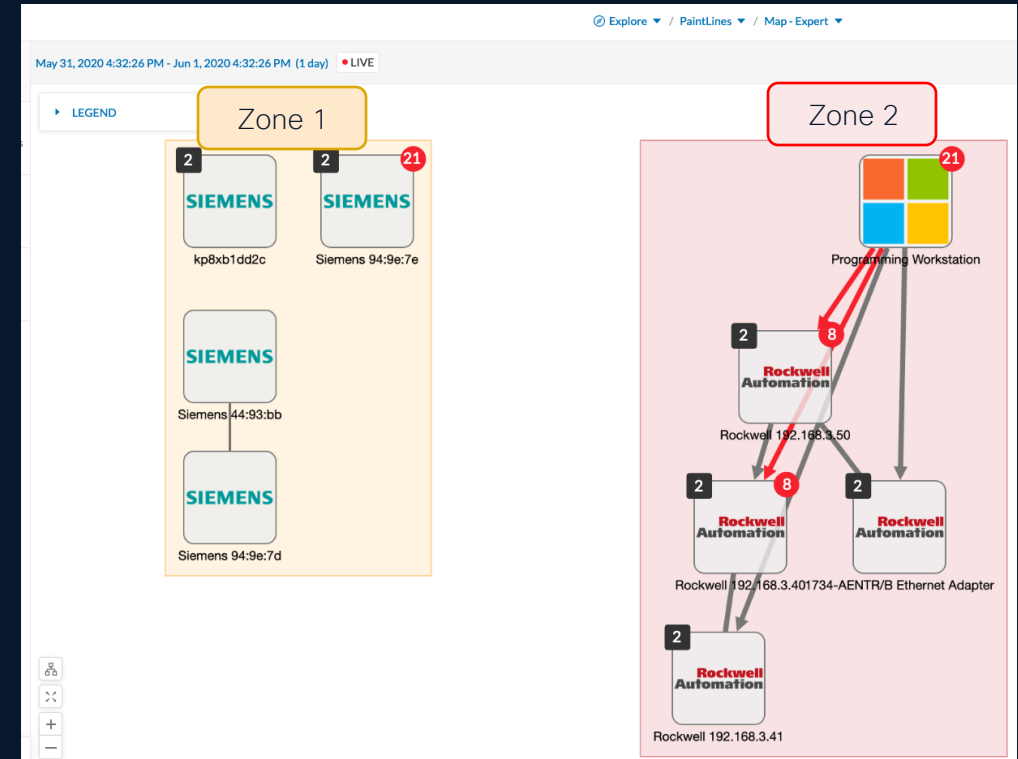 Explore / PaintLines / Map - Expert
May 31, 2020 4:32:26 PM - Jun 1, 2020 4:32:26 PM (1 day) LIVE
LEGEND
Zone 1
Zone 2
2
SIEMENS
kp8xb1dd2c
2
21
SIEMENS
Siemens 94:9e:7e
SIEMENS
Siemens 44:93:bb
SIEMENS
Siemens 94:9e:7d
21
Programming Workstation
2
8
Rockwell
Automation
Rockwell 192.168.3.50
2
8
Rockwell
Automation
Rockwell 192.168.3.40
2
Rockwell
Automation
1734-AENTR/B Ethernet Adapter
2
Rockwell
Automation
Rockwell 192.168.3.41
+
−